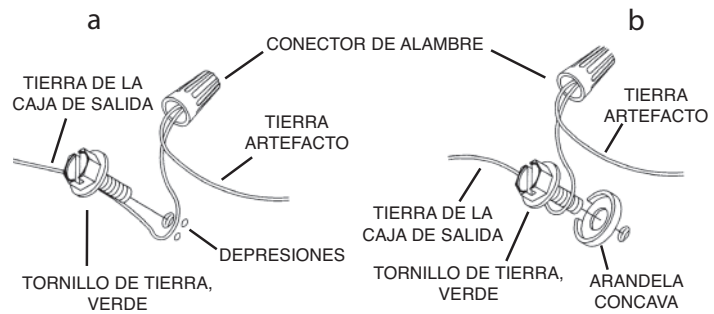 a
b
CONECTOR DE ALAMBRE
TIERRA DE LA
CAJA DE SALIDA
TIERRA
ARTEFACTO
DEPRESIONES
TORNILLO DE TIERRA,
VERDE
TIERRA
ARTEFACTO
TIERRA DE LA
CAJA DE SALIDA
TORNILLO DE TIERRA,
VERDE
ARANDELA
CONCAVA